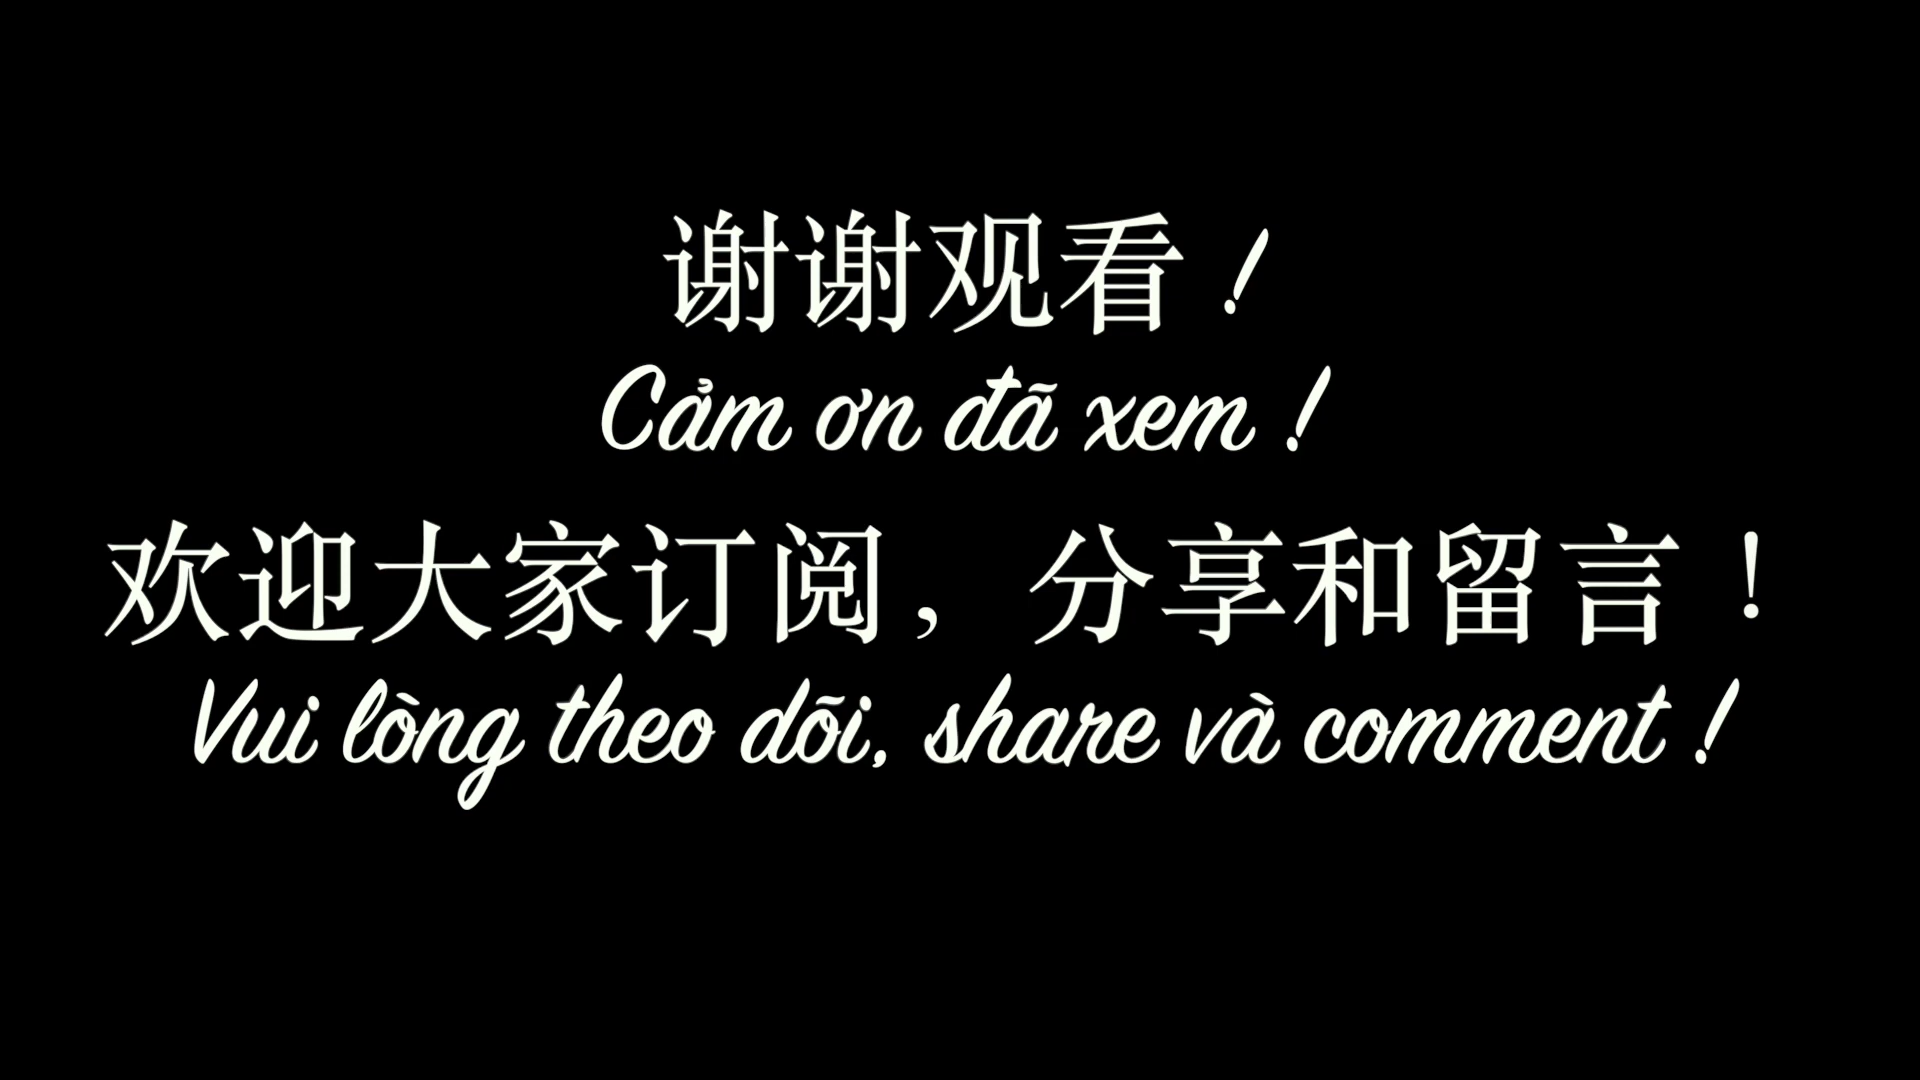 谢谢观看!
Cảm ơn đã xem !
欢迎大家订阅，分享和留言！
Vui lòng theo dõi, share và comment !